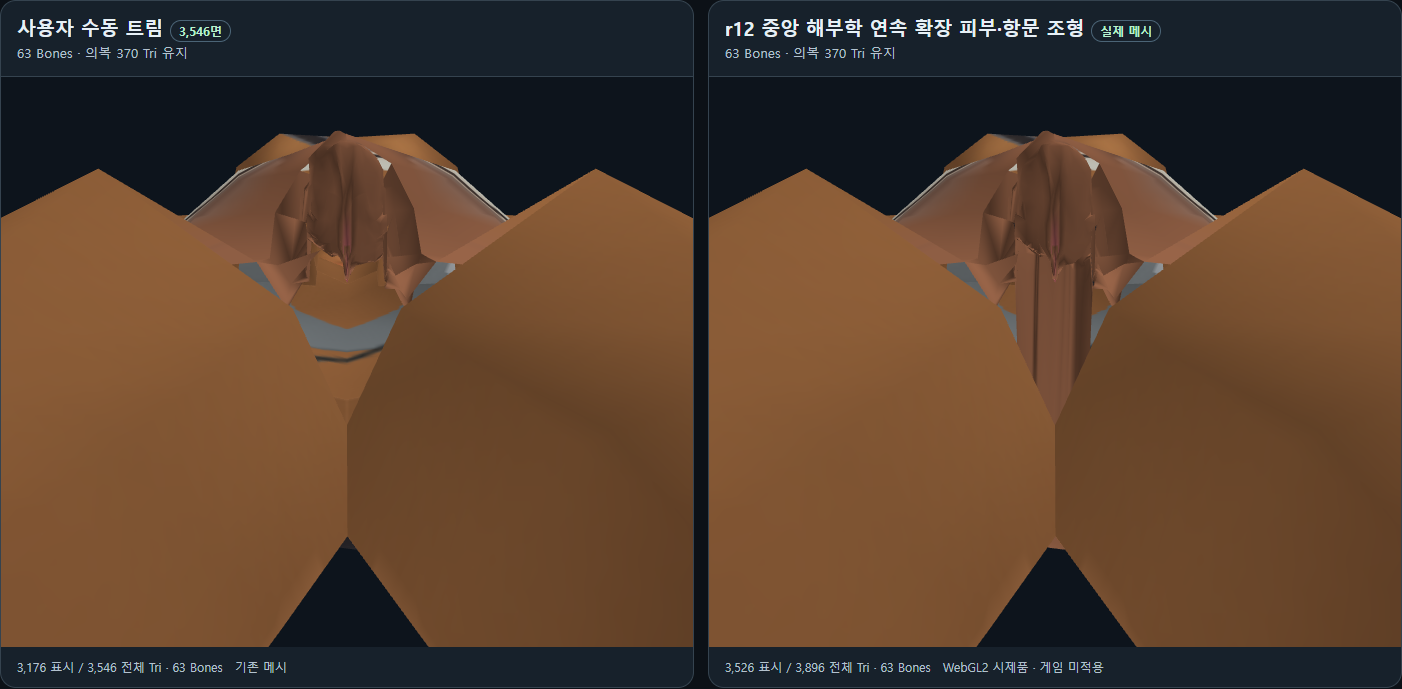 사용자 수동 트림 3,546면
63 Bones · 의복 370 Tri 유지
r12 중앙 해부학 연속 확장 피부·항문 조형 실제 메시
63 Bones · 의복 370 Tri 유지
3,176 표시 / 3,546 전체 Tri · 63 Bones 기존 메시
3,526 표시 / 3,896 전체 Tri · 63 Bones WebGL2 시제품 · 게임 미적용